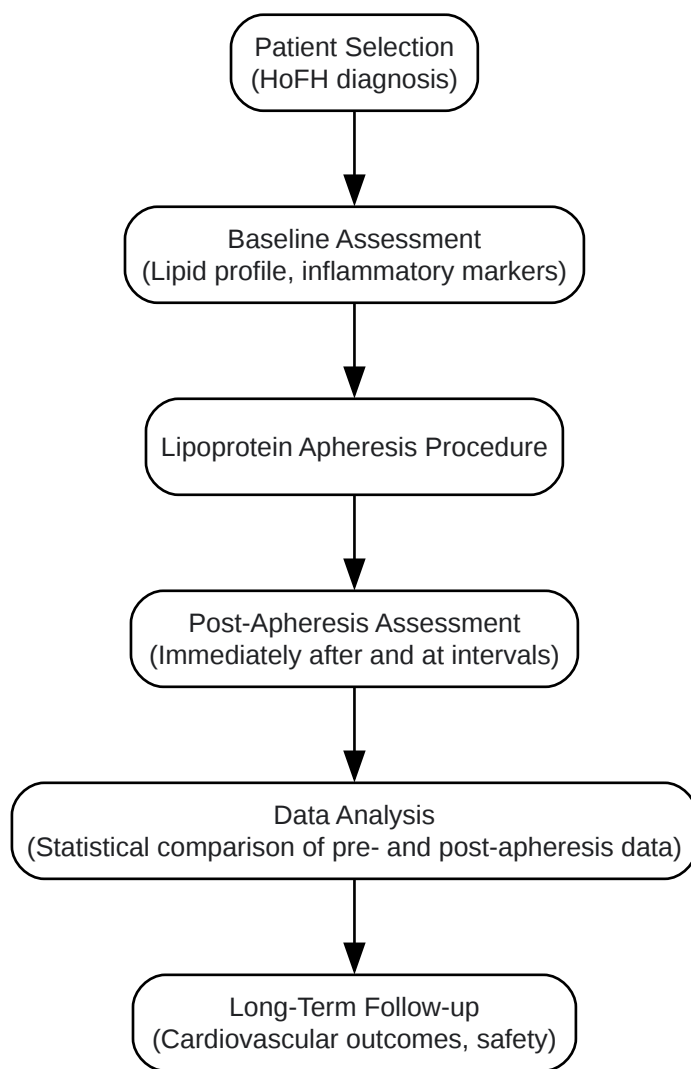 Patient Selection
(HoFH diagnosis)
Baseline Assessment
(Lipid profile, inflammatory markers)
Lipoprotein Apheresis Procedure
Post-Apheresis Assessment
(Immediately after and at intervals)
Data Analysis
(Statistical comparison of pre- and post-apheresis data)
Long-Term Follow-up
(Cardiovascular outcomes, safety)